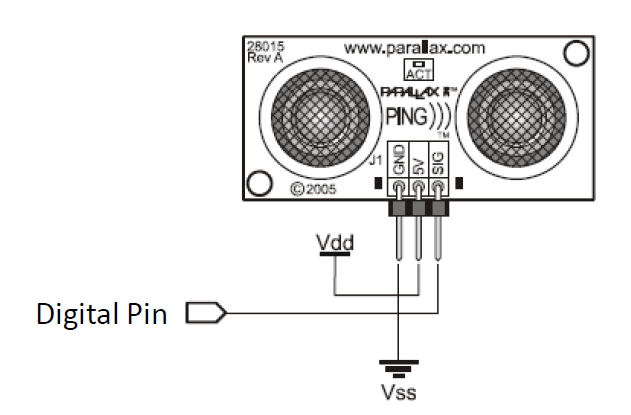 28015
Rev A
www.parallax.com
ACT
PARALLAX
PING)))™
J1
GND
5V
SIG
©2005
Vdd
Digital Pin
Vss